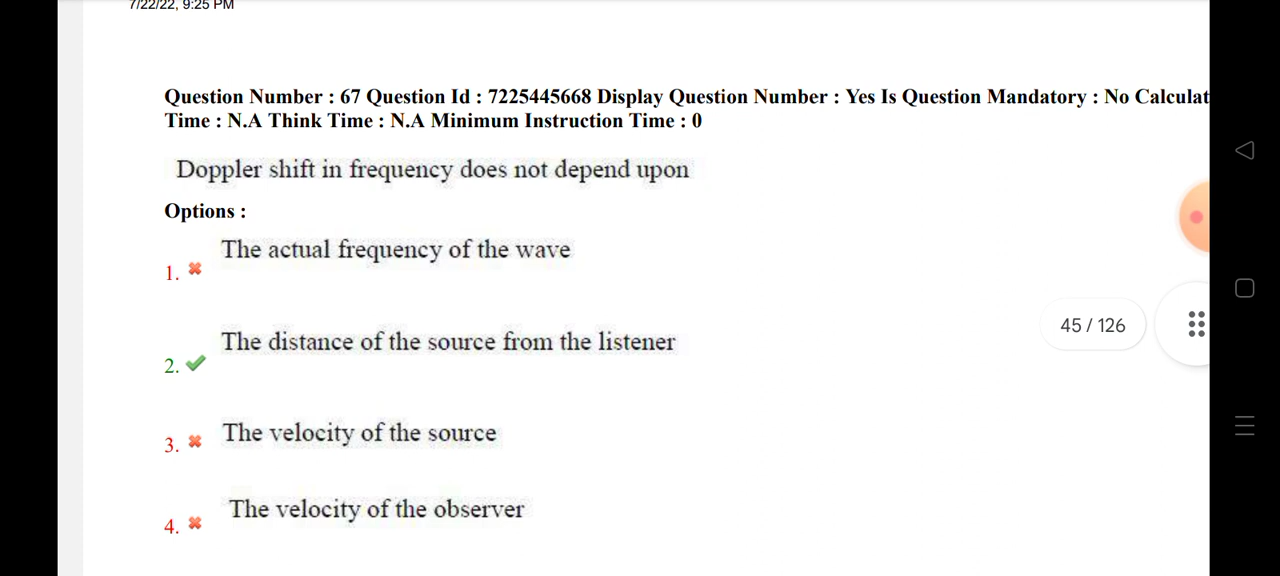 7/22/22, 9:25 PM
Question Number : 67 Question Id : 7225445668 Display Question Number : Yes Is Question Mandatory : No Calculat
Time : N.A Think Time : N.A Minimum Instruction Time : 0
Doppler shift in frequency does not depend upon
Options :
The actual frequency of the wave
1.
The distance of the source from the listener
2.
The velocity of the source
3.
The velocity of the observer
4.
45 / 126